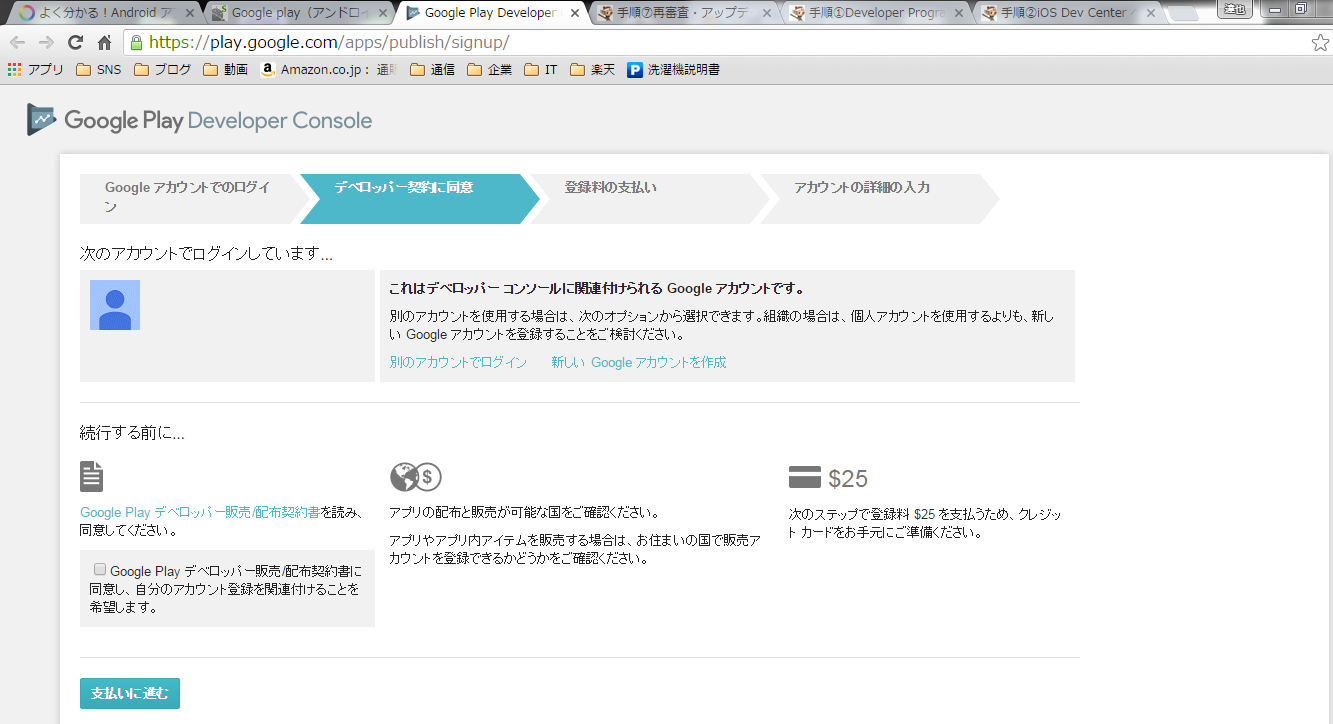 よく分かる！Android ア
Google play（アンドロイ
Google Play Developer
手順⑦再審査・アップデ
手順①Developer Progra
手順②iOS Dev Center
https://play.google.com/apps/publish/signup/
アプリ SNS ブログ 動画 Amazon.co.jp： 通販 通信 企業 IT 楽天 洗濯機説明書
Google Play Developer Console
Google アカウントでのログイ
ン
デベロッパー契約に同意
登録料の支払い
アカウントの詳細の入力
次のアカウントでログインしています...
これはデベロッパー コンソールに関連付けられる Google アカウントです。
別のアカウントを使用する場合は、次のオプションから選択できます。組織の場合は、個人アカウントを使用するよりも、新し
い Google アカウントを登録することをご検討ください。
別のアカウントでログイン 新しい Google アカウントを作成
続行する前に...
Google Play デベロッパー販売/配布契約書を読み、
同意してください。
Google Play デベロッパー販売/配布契約書に
同意し、自分のアカウント登録を関連付けることを
希望します。
$
アプリの配布と販売が可能な国をご確認ください。
アプリやアプリ内アイテムを販売する場合は、お住まいの国で販売ア
カウントを登録できるかどうかをご確認ください。
$25
次のステップで登録料 $25 を支払うため、クレジッ
ト カードをお手元にご準備ください。
支払いに進む